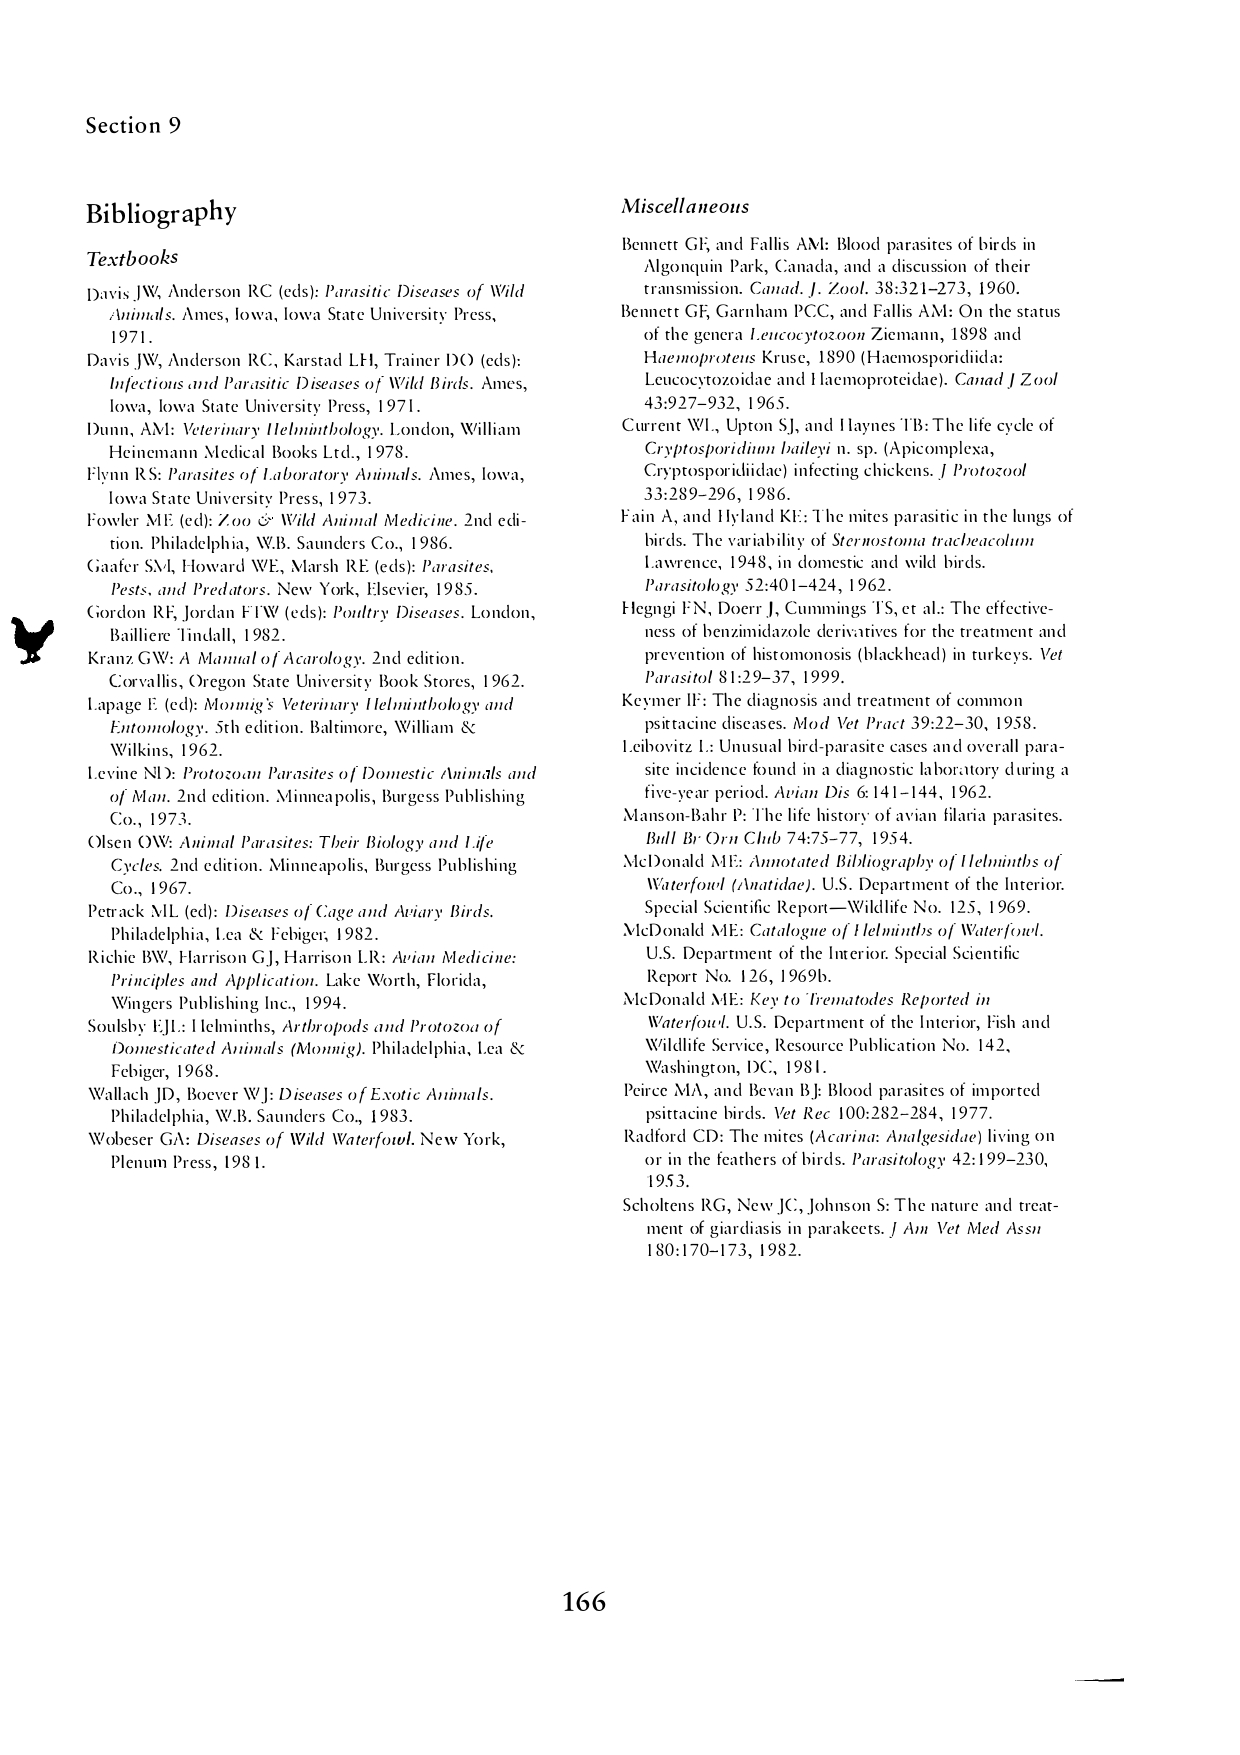 Section 9
Bibliography
Textbooks
Davis JW, Anderson RC (eds): Parasitic Diseases of Wild
Animals. Ames, Iowa, Iowa State University Press,
1971.
Davis JW, Anderson RC, Karstad LH, Trainer DO (eds):
Infectious and Parasitic Diseases of Wild Birds. Ames,
Iowa, Iowa State University Press, 1971.
Dunn, AM: Veterinary Helminthology. London, William
Heinemann Medical Books Ltd., 1978.
Flynn RS: Parasites of Laboratory Animals. Ames, Iowa,
Iowa State University Press, 1973.
Fowler ME (ed): Zoo & Wild Animal Medicine. 2nd edi-
tion. Philadelphia, W.B. Saunders Co., 1986.
Gaafer SM, Howard WE, Marsh RE (eds): Parasites,
Pests, and Predators. New York, Elsevier, 1985.
Gordon RF, Jordan FTW (eds): Poultry Diseases. London,
Bailliere Tindall, 1982.
Kranz GW: A Manual of Acarology. 2nd edition.
Corvallis, Oregon State University Book Stores, 1962.
Lapage E (ed): Monnig's Veterinary Helminthology and
Entomology. 5th edition. Baltimore, William &
Wilkins, 1962.
Levine ND: Protozoan Parasites of Domestic Animals and
of Man. 2nd edition. Minneapolis, Burgess Publishing
Co., 1973.
Olsen OW: Animal Parasites: Their Biology and Life
Cycles. 2nd edition. Minneapolis, Burgess Publishing
Co., 1967.
Petrack ML (ed): Diseases of Cage and Aviary Birds.
Philadelphia, Lea & Febiger, 1982.
Richie BW, Harrison GJ, Harrison LR: Avian Medicine:
Principles and Application. Lake Worth, Florida,
Wingers Publishing Inc., 1994.
Soulsby EJL: Helminths, Arthropods and Protozoa of
Domesticated Animals (Monnig). Philadelphia, Lea &
Febiger, 1968.
Wallach JD, Boever WJ: Diseases of Exotic Animals.
Philadelphia, W.B. Saunders Co., 1983.
Wobeser GA: Diseases of Wild Waterfowl. New York,
Plenum Press, 1981.
Miscellaneous
Bennett GF, and Fallis AM: Blood parasites of birds in
Algonquin Park, Canada, and a discussion of their
transmission. Canad. J. Zool. 38:321–273, 1960.
Bennett GF, Garnham PCC, and Fallis AM: On the status
of the genera Leucocytozoon Ziemann, 1898 and
Haemoproteus Kruse, 1890 (Haemosporidiida:
Leucocytozoidae and Haemoproteidae). Canad J Zool
43:927–932, 1965.
Current WL, Upton SJ, and Haynes TB: The life cycle of
Cryptosporidium baileyi n. sp. (Apicomplexa,
Cryptosporidiidae) infecting chickens. J Protozool
33:289–296, 1986.
Fain A, and Hyland KE: The mites parasitic in the lungs of
birds. The variability of Sternostoma tracheacolum
Lawrence, 1948, in domestic and wild birds.
Parasitology 52:401–424, 1962.
Hegngi FN, Doerr J, Cummings TS, et al.: The effective-
ness of benzimidazole derivatives for the treatment and
prevention of histomonosis (blackhead) in turkeys. Vet
Parasitol 81:29–37, 1999.
Keymer IF: The diagnosis and treatment of common
psittacine diseases. Mod Vet Pract 39:22–30, 1958.
Leibovitz L: Unusual bird-parasite cases and overall para-
site incidence found in a diagnostic laboratory during a
five-year period. Avian Dis 6:141–144, 1962.
Manson-Bahr P: The life history of avian filaria parasites.
Bull Br Orn Club 74:75–77, 1954.
McDonald ME: Annotated Bibliography of Helminths of
Waterfowl (Anatidae). U.S. Department of the Interior.
Special Scientific Report—Wildlife No. 125, 1969.
McDonald ME: Catalogue of Helminths of Waterfowl.
U.S. Department of the Interior. Special Scientific
Report No. 126, 1969b.
McDonald ME: Key to Trematodes Reported in
Waterfowl. U.S. Department of the Interior, Fish and
Wildlife Service, Resource Publication No. 142,
Washington, DC, 1981.
Peirce MA, and Bevan BJ: Blood parasites of imported
psittacine birds. Vet Rec 100:282–284, 1977.
Radford CD: The mites (Acarina: Analgesidae) living on
or in the feathers of birds. Parasitology 42:199–230,
1953.
Scholtens RG, New JC, Johnson S: The nature and treat-
ment of giardiasis in parakeets. J Am Vet Med Assn
180:170–173, 1982.
166